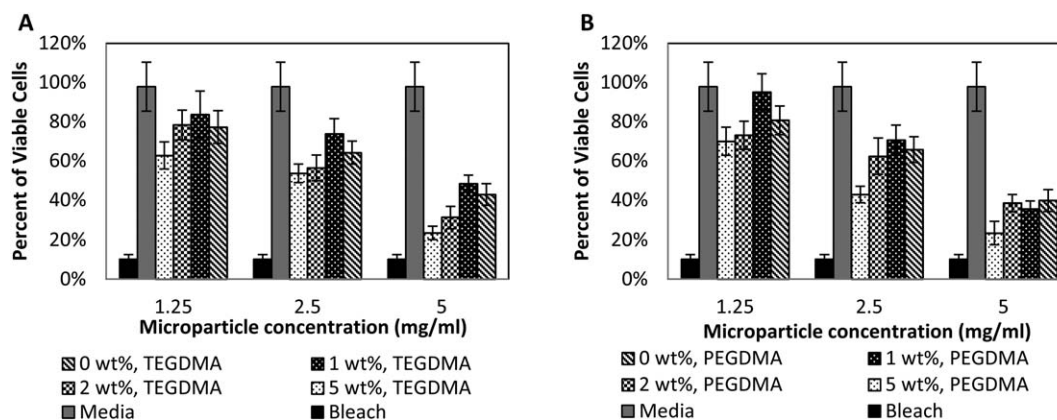 A
120%
100%
80%
60%
40%
20%
0%
Percent of Viable Cells
1.25 2.5 5
Microparticle concentration (mg/ml)
0 wt%, TEGDMA 1 wt%, TEGDMA
2 wt%, TEGDMA 5 wt%, TEGDMA
Media Bleach
B
120%
100%
80%
60%
40%
20%
0%
Percent of Viable Cells
1.25 2.5 5
Microparticle concentration (mg/ml)
0 wt%, PEGDMA 1 wt%, PEGDMA
2 wt%, PEGDMA 5 wt%, PEGDMA
Media Bleach